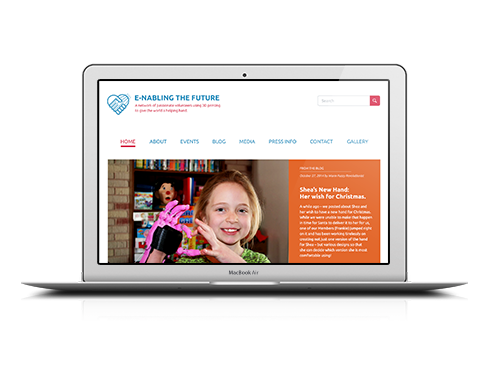 E-NABLING THE FUTURE
A network of passionate volunteers using 3D printing
to give the world a helping hand.
Search
HOME ABOUT EVENTS BLOG MEDIA PRESS INFO CONTACT GALLERY
FROM THE BLOG
October 27, 2013 by
Shea's New Hand:
Her wish for Christmas.
A while ago - we posted about Shea and
her wish to have a new hand for Christmas.
While we were unable to make that happen
in time for Santa to deliver it to her for us,
one of our Members (Frankie) jumped right
on it and has been working tirelessly on
creating not just one version of the hand
for Shea - but various designs so that
she can decide which version she is most
comfortable using!
MacBook Air